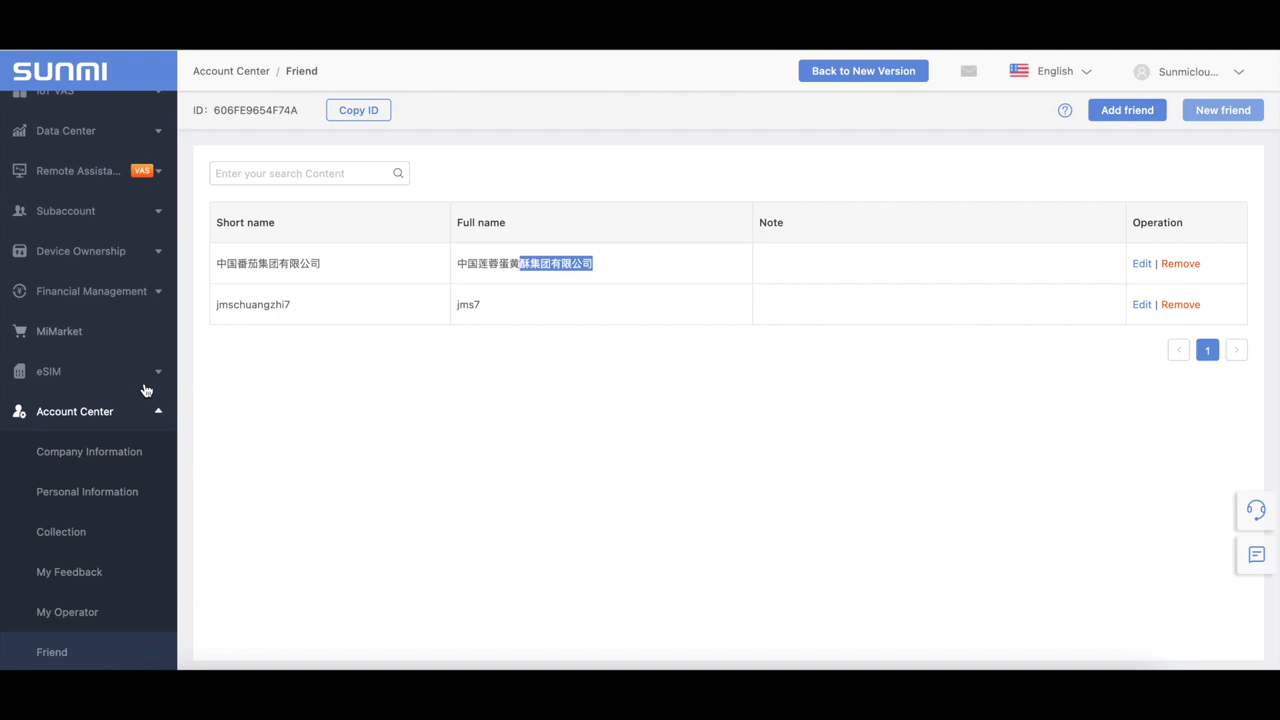 SUNMI
Account Center / Friend
Back to New Version
English
Sunmiclou...
IoT VAS
ID: 606FE9654F74A
Copy ID
Add friend
New friend
Data Center
Remote Assista...
VAS
Subaccount
Device Ownership
Financial Management
MiMarket
eSIM
Account Center
Company Information
Personal Information
Collection
My Feedback
My Operator
Friend
Enter your search Content
Short name Full name Note Operation
中国番茄集团有限公司 中国莲蓉蛋黄酥集团有限公司 Edit | Remove
jmschuangzhi7 jms7 Edit | Remove
< 1 >